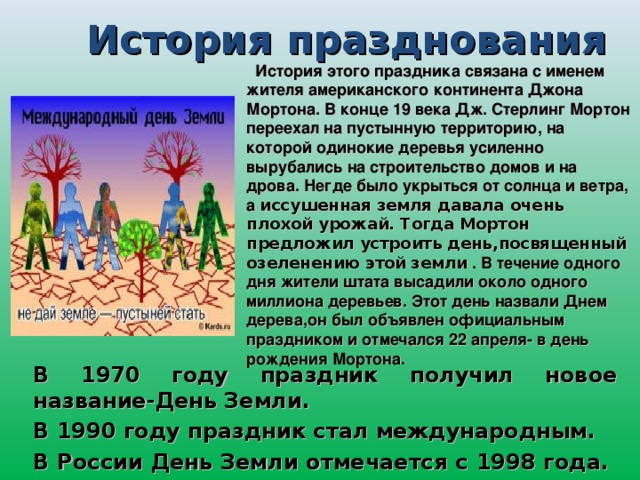 История празднования
История этого праздника связана с именем
жителя американского континента Джона
Мортона. В конце 19 века Дж. Стерлинг Мортон
переехал на пустынную территорию, на
которой одинокие деревья усиленно
вырубались на строительство домов и на
дрова. Негде было укрыться от солнца и ветра,
а иссушенная земля давала очень
плохой урожай. Тогда Мортон
предложил устроить день,посвященный
озеленению этой земли . В течение одного
дня жители штата высадили около одного
миллиона деревьев. Этот день назвали Днем
дерева,он был объявлен официальным
праздником и отмечался 22 апреля- в день
рождения Мортона.
Международный день Земли
не дай земле — пустыней стать
© Kards.ru
В 1970 году праздник получил новое
название-День Земли.
В 1990 году праздник стал международным.
В России День Земли отмечается с 1998 года.